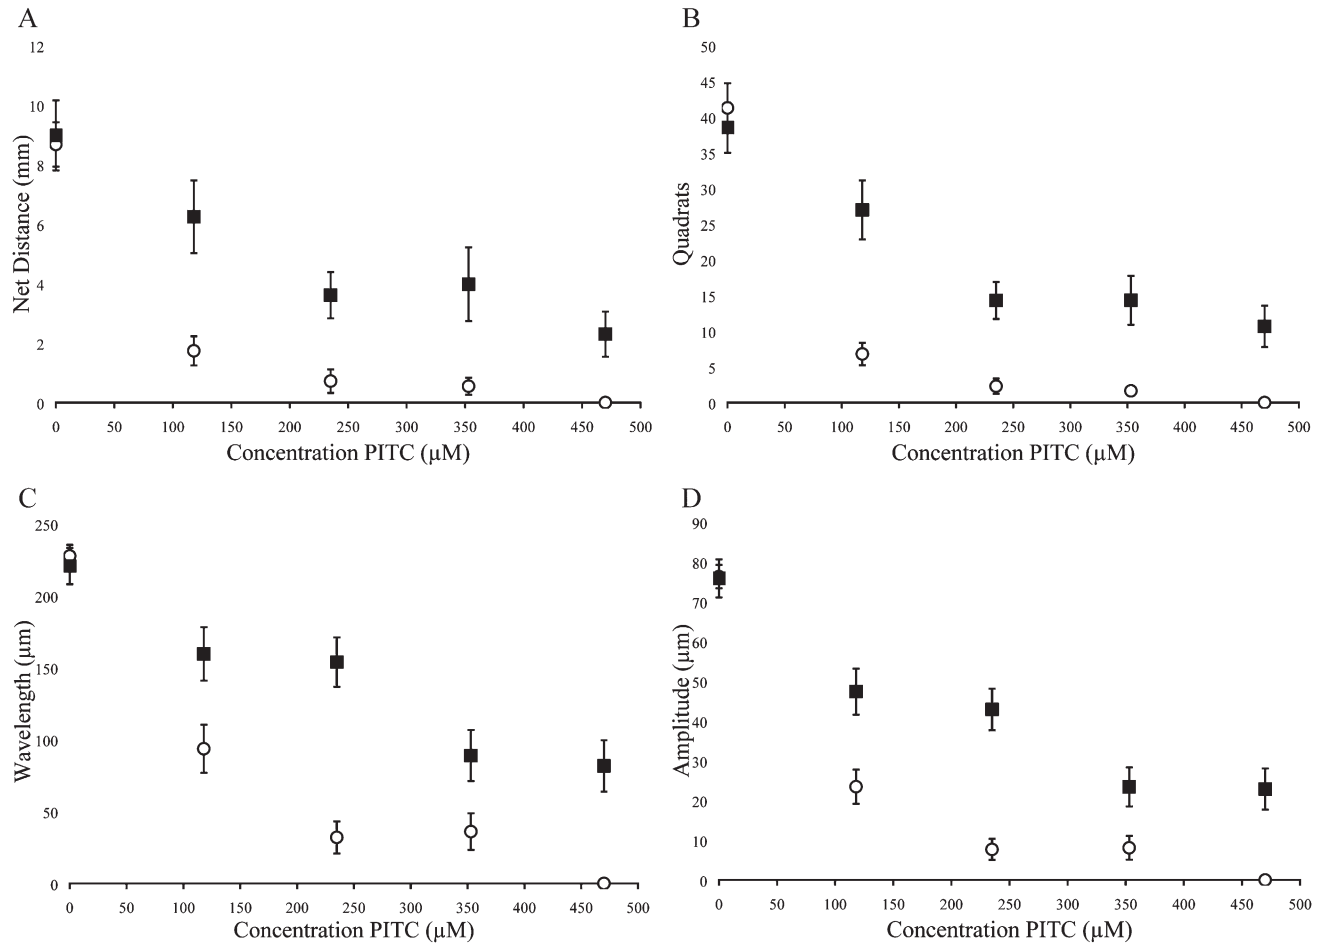 A
12
10
8
6
4
2
0
Net Distance (mm)
0 50 100 150 200 250 300 350 400 450 500
Concentration PITC (μM)
B
50
45
40
35
30
25
20
15
10
5
0
Quadrats
0 50 100 150 200 250 300 350 400 450 500
Concentration PITC (μM)
C
250
200
150
100
50
0
Wavelength (μm)
0 50 100 150 200 250 300 350 400 450 500
Concentration PITC (μM)
D
90
80
70
60
50
40
30
20
10
0
Amplitude (μm)
0 50 100 150 200 250 300 350 400 450 500
Concentration PITC (μM)